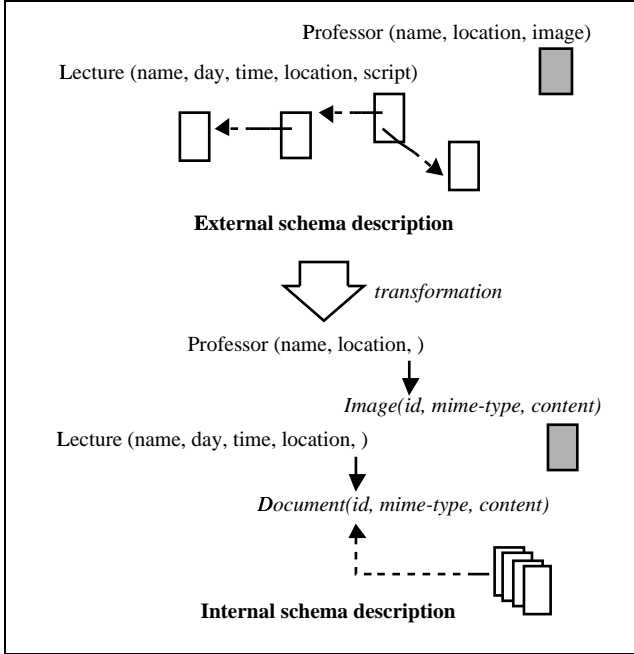 Professor (name, location, image)
Lecture (name, day, time, location, script)
External schema description
transformation
Professor (name, location, )
Image(id, mime-type, content)
Lecture (name, day, time, location, )
Document(id, mime-type, content)
Internal schema description